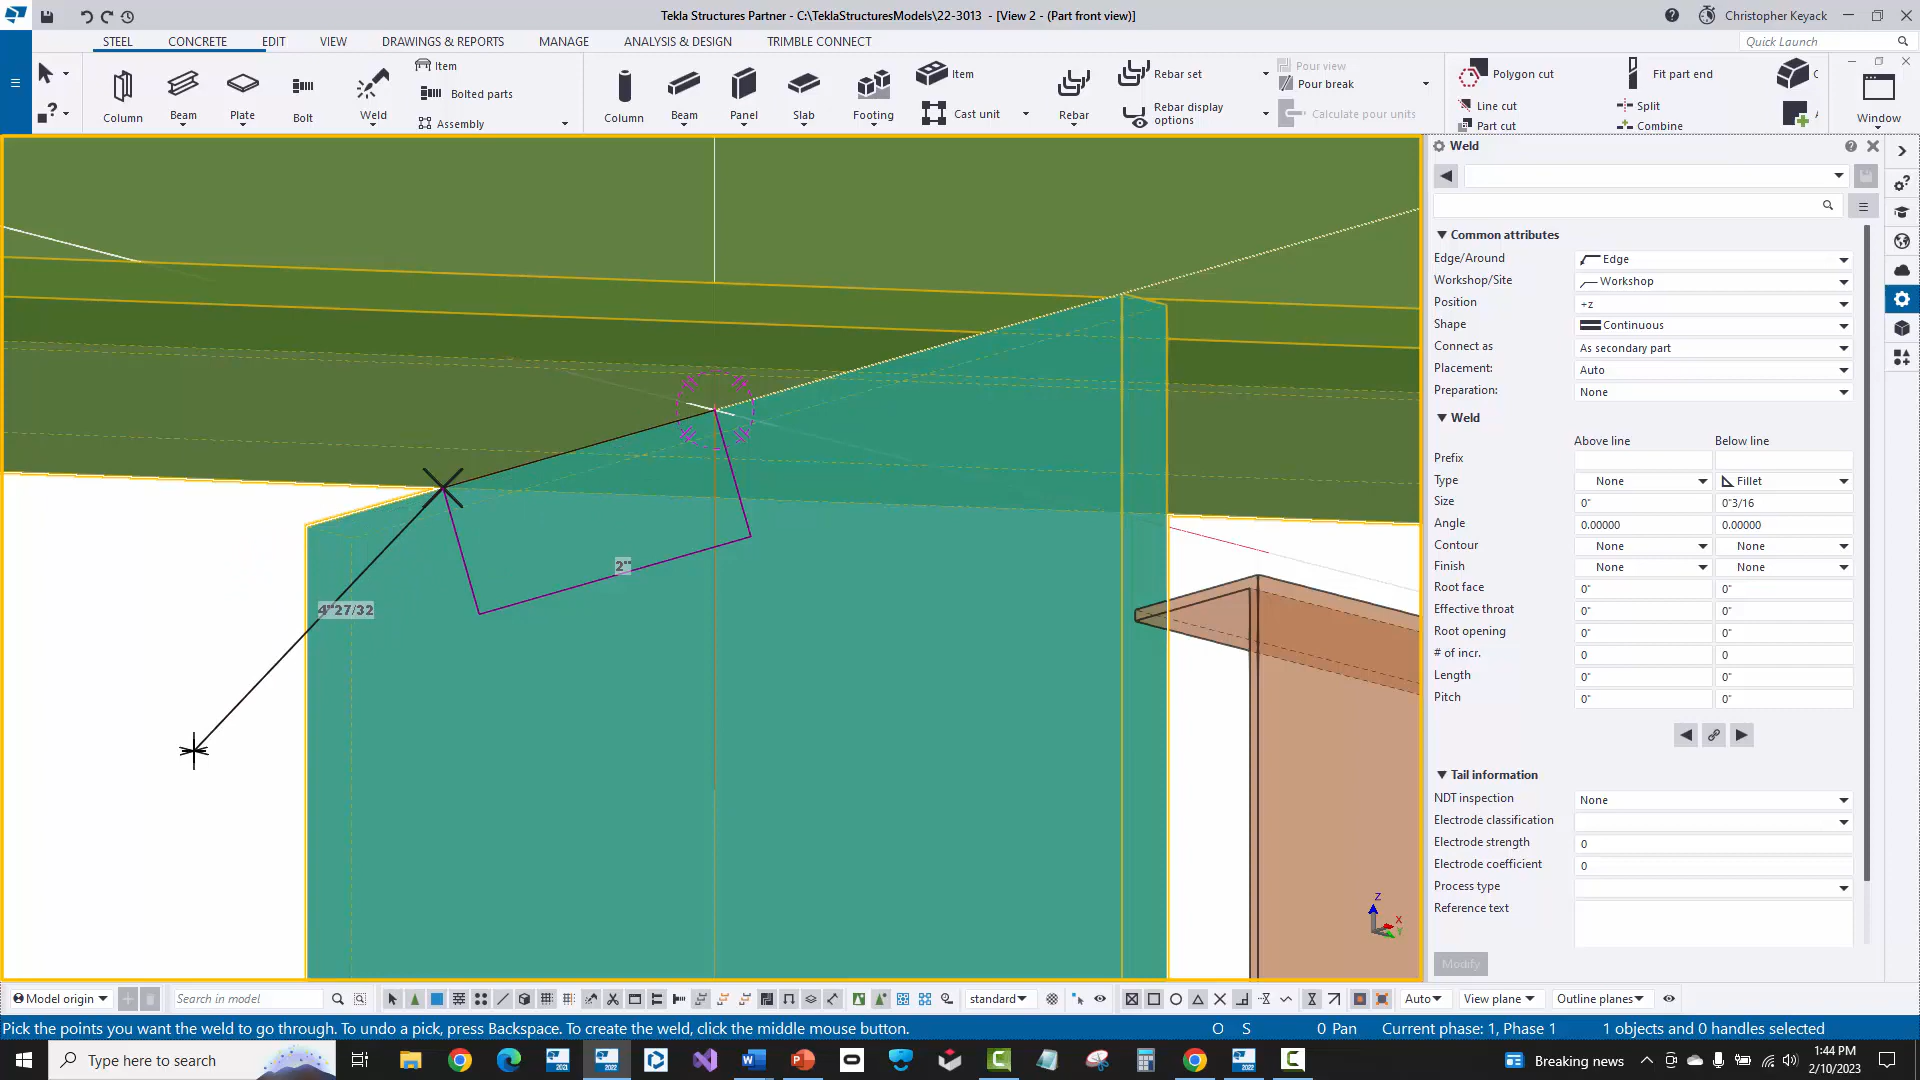 Tekla Structures Partner - C:\TeklaStructuresModels\22-3013 - [View 2 - (Part front view)]
Christopher Keyack
STEEL CONCRETE EDIT VIEW DRAWINGS & REPORTS MANAGE ANALYSIS & DESIGN TRIMBLE CONNECT
Quick Launch
Column Beam Plate Bolt Weld
Item
Bolted parts
Assembly
Column Beam Panel Slab Footing
Item
Cast unit
Rebar
Rebar set
Rebar display options
Pour view
Pour break
Calculate pour units
Polygon cut
Line cut
Part cut
Fit part end
Split
Combine
Window
Weld
Common attributes
Edge/Around Edge
Workshop/Site Workshop
Position +z
Shape Continuous
Connect as As secondary part
Placement: Auto
Preparation: None
Weld
Above line Below line
Prefix
Type None Fillet
Size 0" 0"3/16
Angle 0.00000 0.00000
Contour None None
Finish None None
Root face 0" 0"
Effective throat 0" 0"
Root opening 0" 0"
# of incr. 0 0
Length 0" 0"
Pitch 0" 0"
Tail information
NDT inspection None
Electrode classification
Electrode strength 0
Electrode coefficient 0
Process type
Reference text
Modify
2"
4"27/32
Z
X
Y
Model origin
Search in model
standard
Auto
View plane
Outline planes
Pick the points you want the weld to go through. To undo a pick, press Backspace. To create the weld, click the middle mouse button.
O S 0 Pan Current phase: 1, Phase 1 1 objects and 0 handles selected
Type here to search
Breaking news
1:44 PM
2/10/2023